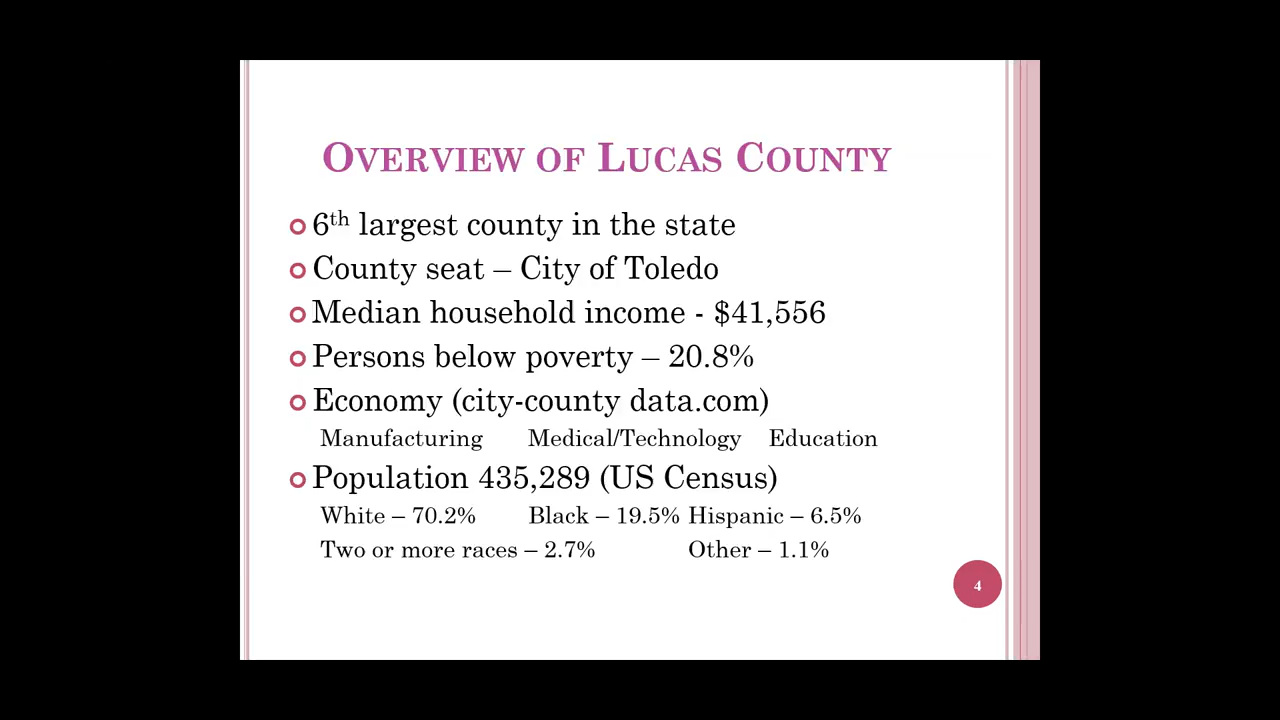 OVERVIEW OF LUCAS COUNTY
6th largest county in the state
County seat – City of Toledo
Median household income - $41,556
Persons below poverty – 20.8%
Economy (city-county data.com)
Manufacturing Medical/Technology Education
Population 435,289 (US Census)
White – 70.2% Black – 19.5% Hispanic – 6.5%
Two or more races – 2.7% Other – 1.1%
4